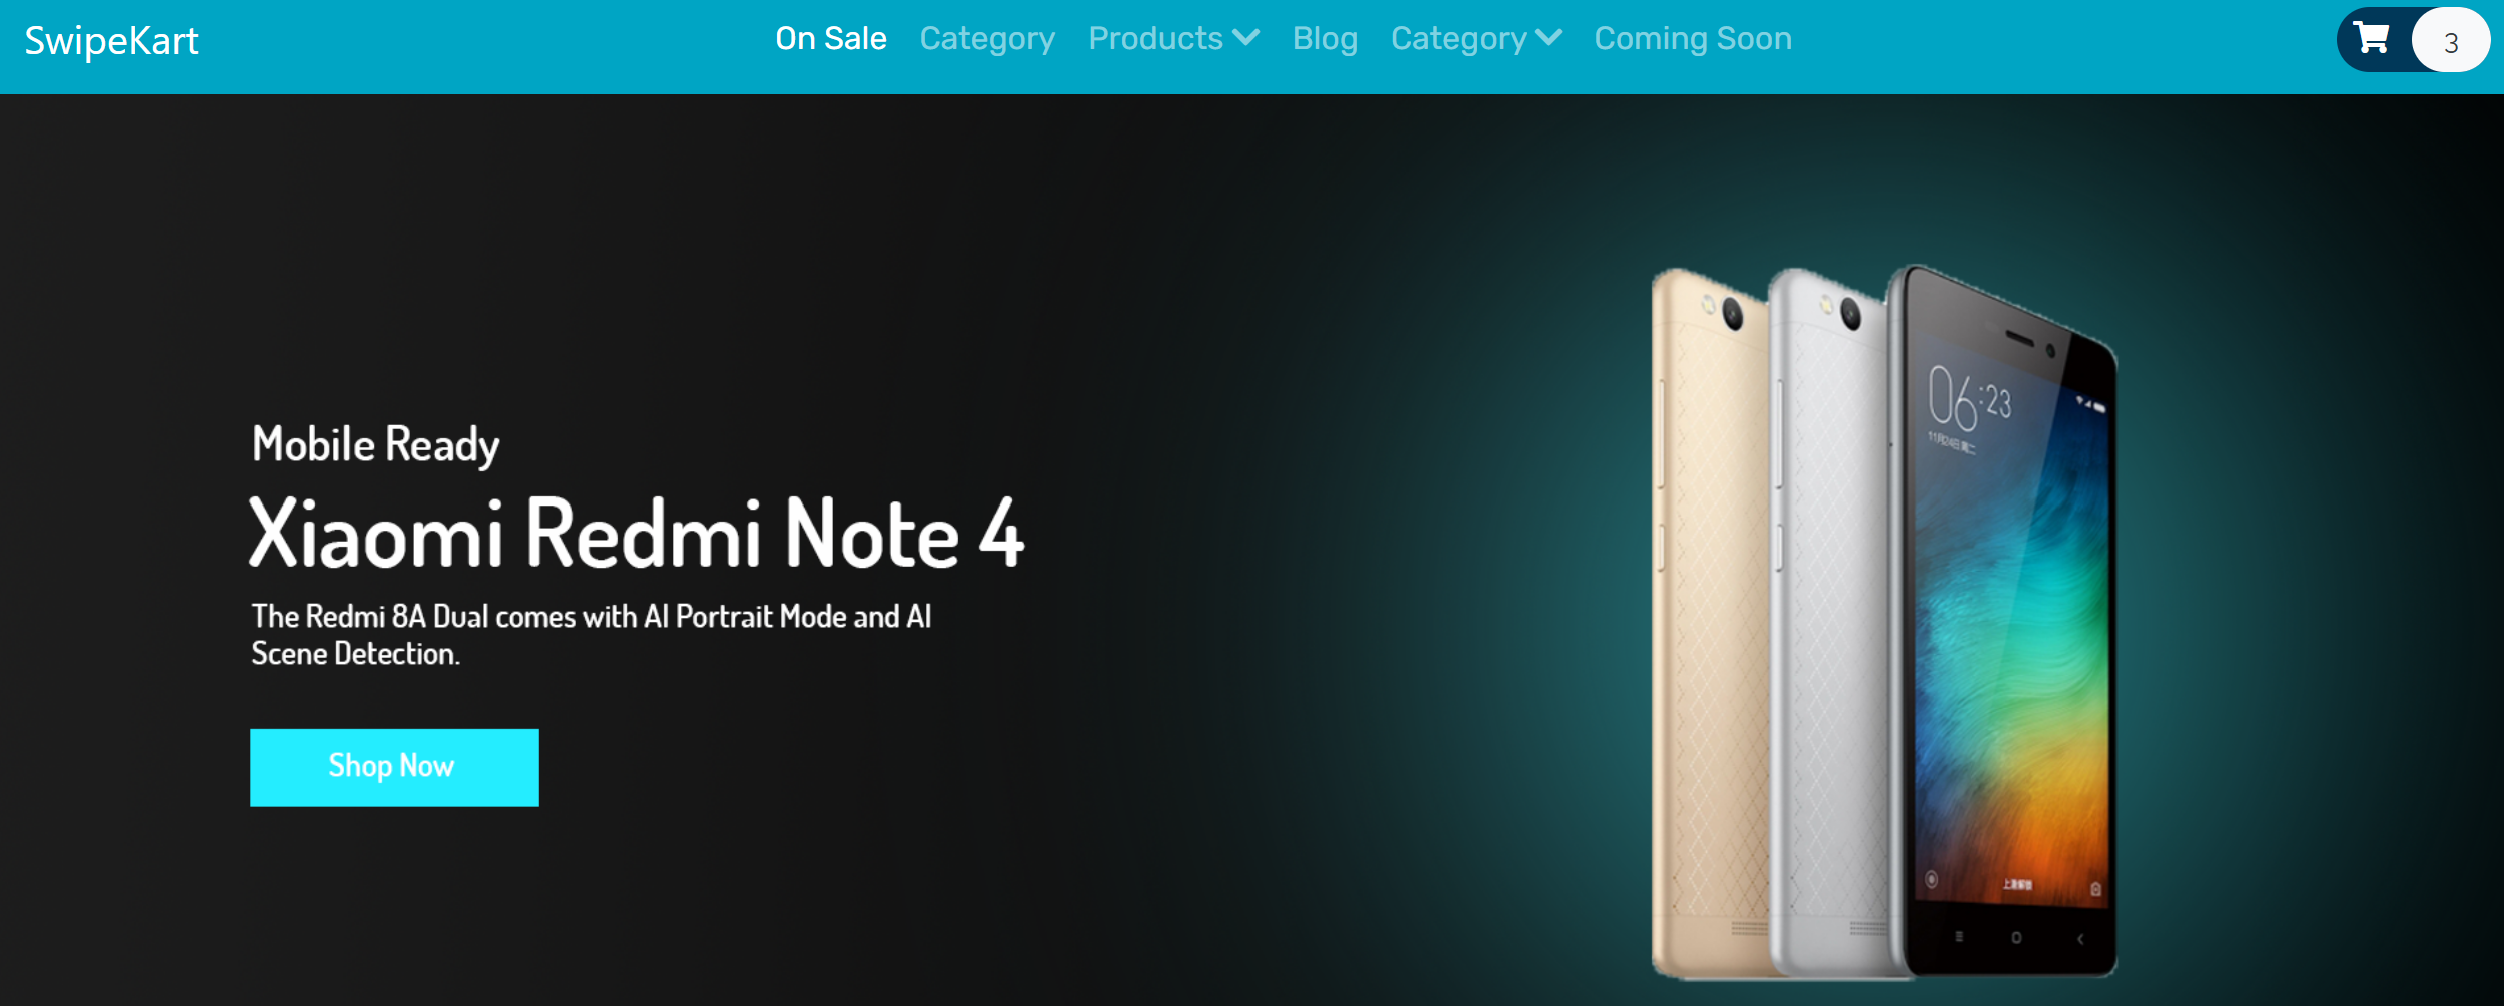 SwipeKart
On Sale Category Products Blog Category Coming Soon
3
Mobile Ready
Xiaomi Redmi Note 4
The Redmi 8A Dual comes with AI Portrait Mode and AI
Scene Detection.
Shop Now
06:23